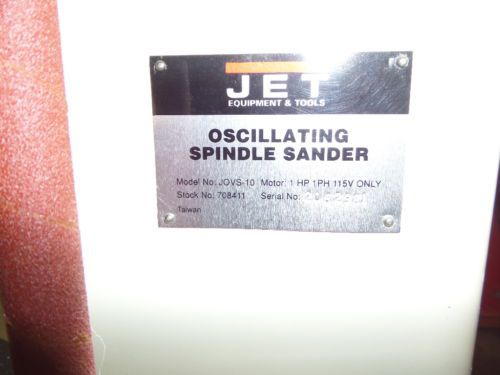 JET
EQUIPMENT & TOOLS
OSCILLATING
SPINDLE SANDER
Model No: JOVS-10 Motor: 1 HP 1PH 115V ONLY
Stock No: 708411 Serial No:
Taiwan